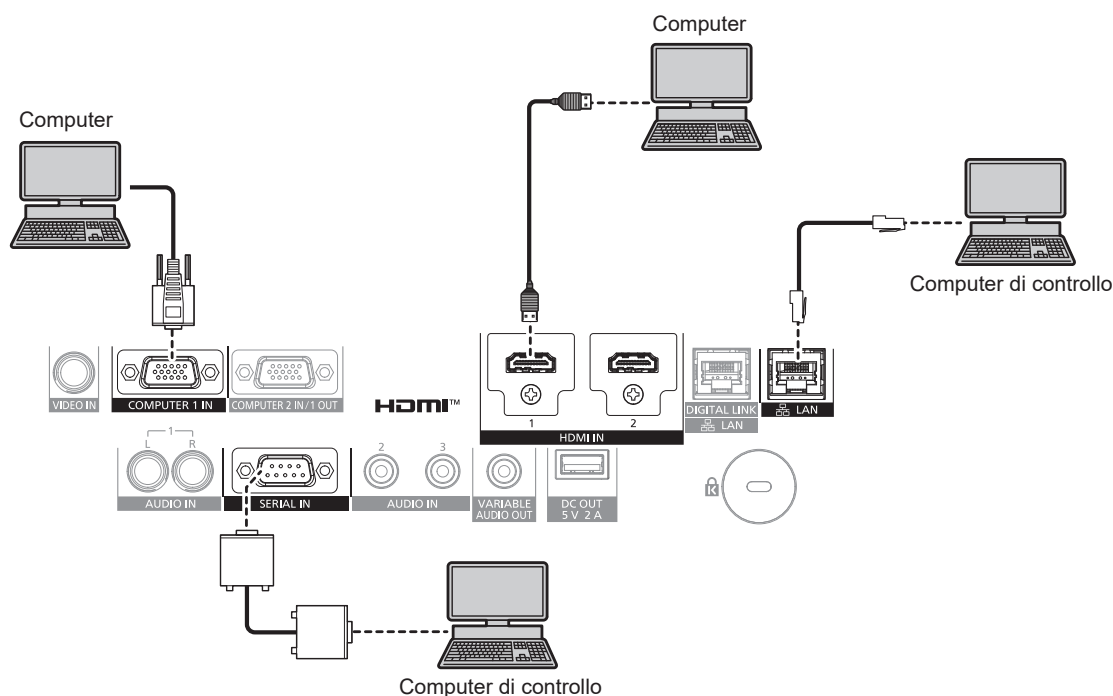 Computer
Computer
Computer di controllo
VIDEO IN
COMPUTER 1 IN
COMPUTER 2 IN/1 OUT
HDMI™
1
2
HDMI IN
DIGITAL LINK
LAN
LAN
1
L
R
AUDIO IN
SERIAL IN
2
3
AUDIO IN
VARIABLE
AUDIO OUT
DC OUT
5 V 2 A
K
Computer di controllo